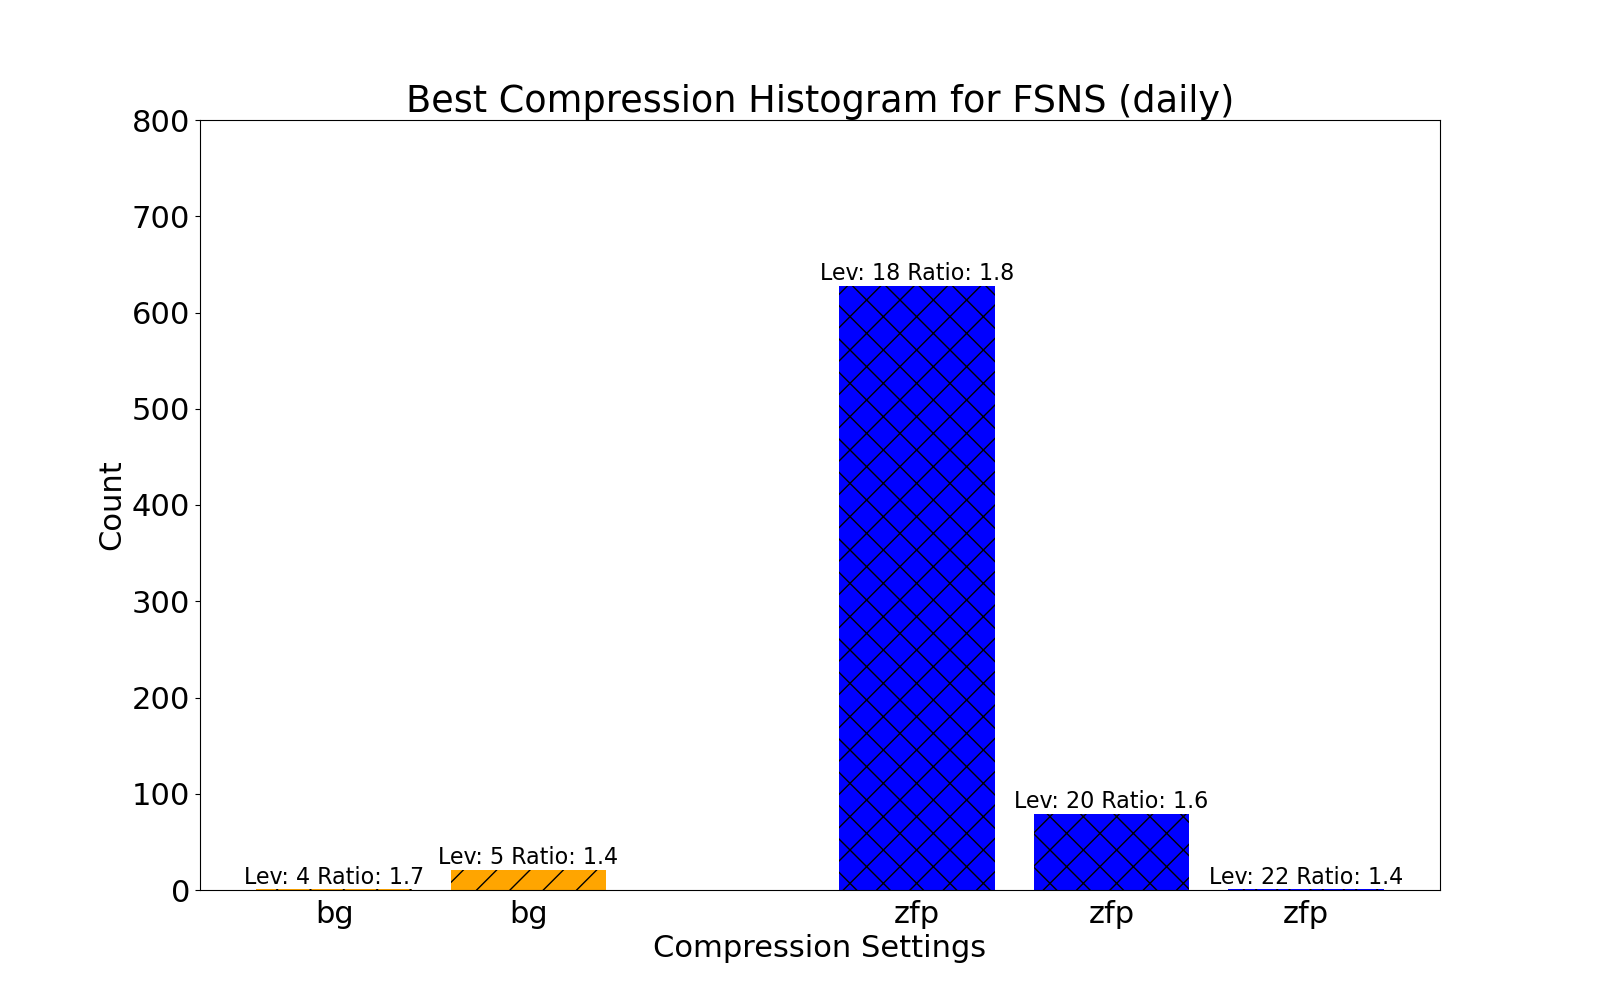 Best Compression Histogram for FSNS (daily)
800
700
600
500
400
300
200
100
0
Count
Lev: 4 Ratio: 1.7
Lev: 5 Ratio: 1.4
Lev: 18 Ratio: 1.8
Lev: 20 Ratio: 1.6
Lev: 22 Ratio: 1.4
bg
bg
zfp
zfp
zfp
Compression Settings